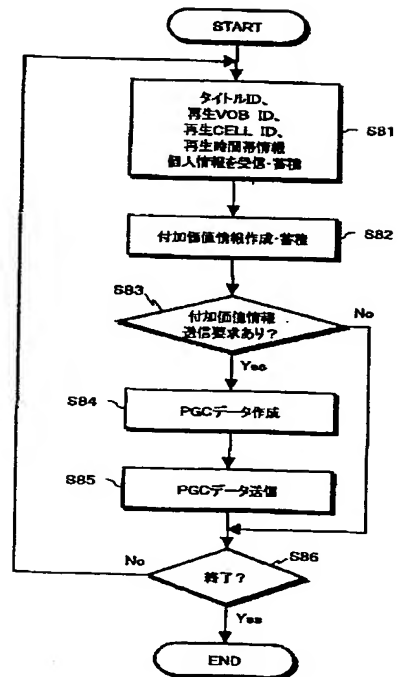 START
タイトルID、
再生VOB ID、
再生CELL ID、
再生時間帯情報
個人情報を受信・蓄積
S81
付加価値情報作成・蓄積
S82
S83
付加価値情報
送信要求あり?
No
Yes
S84
PGCデータ作成
S85
PGCデータ送信
S86
No
終了?
Yes
END